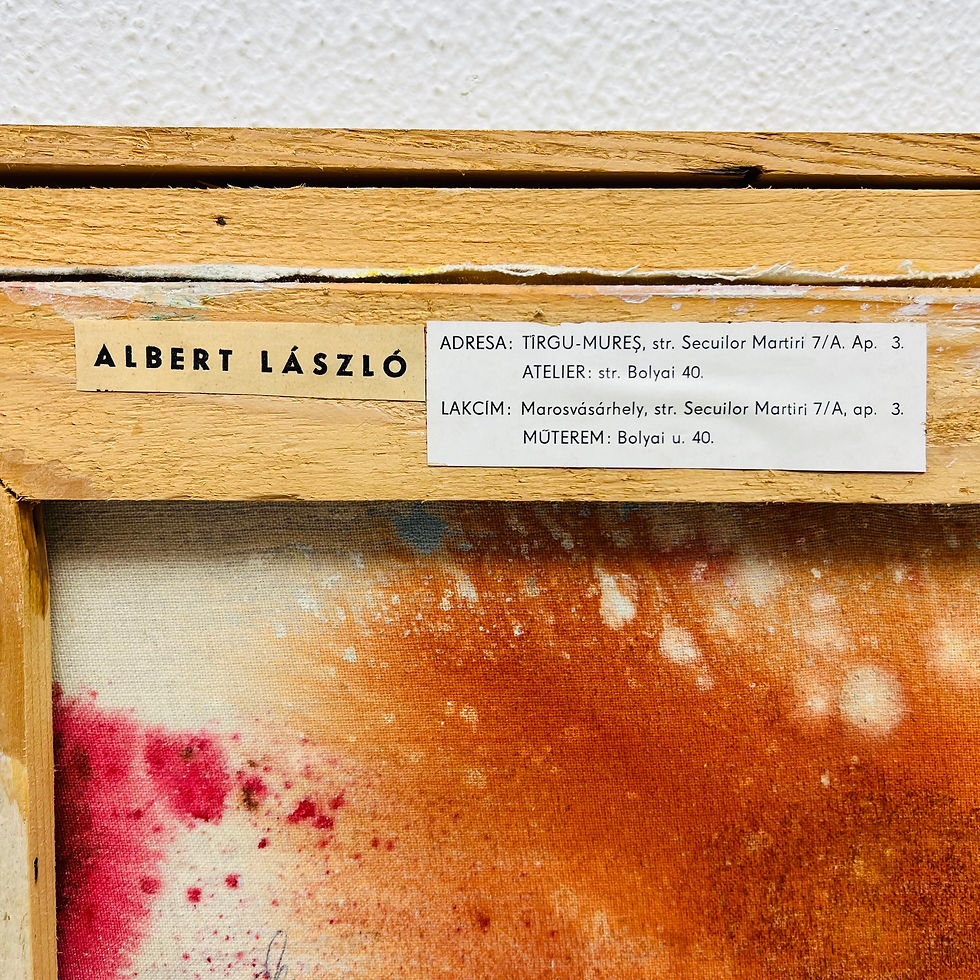 ALBERT LÁSZLÓ
ADRESA: TÎRGU-MUREŞ, str. Secuilor Martiri 7/A. Ap. 3.
ATELIER: str. Bolyai 40.
LAKCÍM: Marosvásárhely, str. Secuilor Martiri 7/A, ap. 3.
MŰTEREM: Bolyai u. 40.